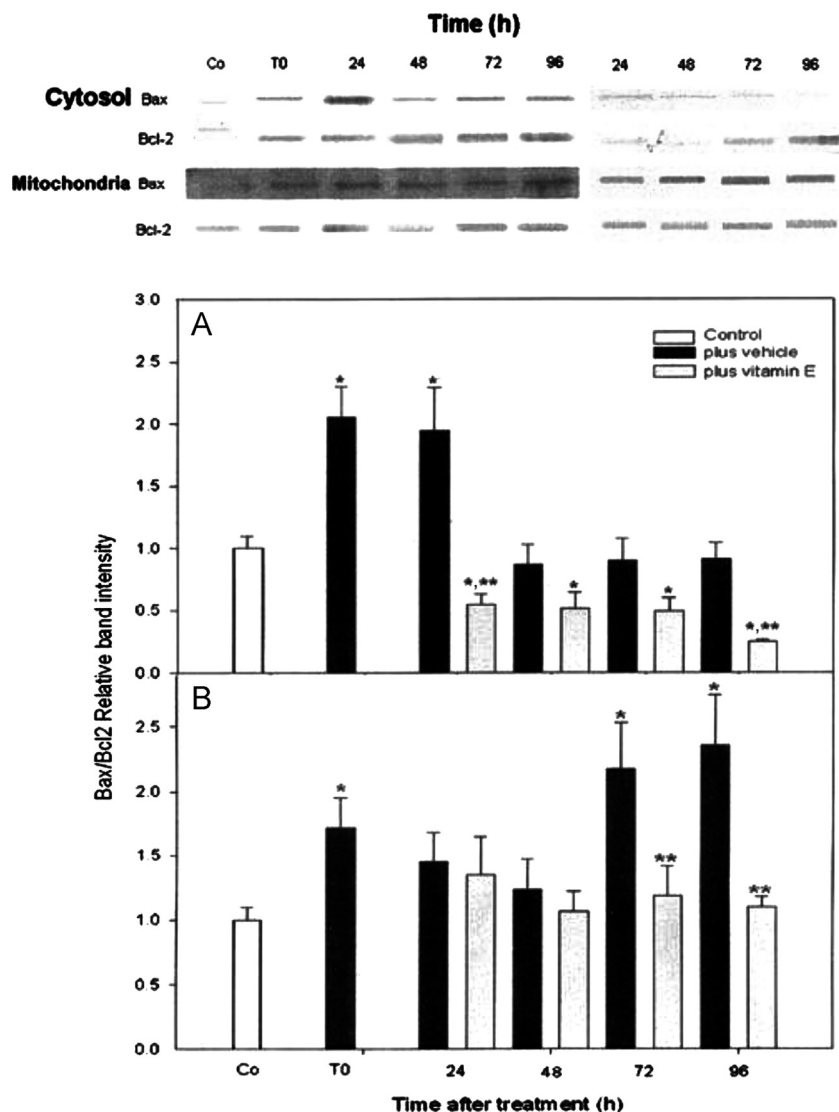 Time (h)
Co T0 24 48 72 96 24 48 72 96
Cytosol Bax
Bcl-2
Mitochondria Bax
Bcl-2
3.0
A
Control
plus vehicle
plus vitamin E
2.5
* *
2.0
1.5
1.0
*,** * * *,**
0.5
0.0
Bax/Bcl2 Relative band intensity
B
2.5
* * *
2.0
1.5
** **
1.0
0.5
0.0
Co T0 24 48 72 96
Time after treatment (h)